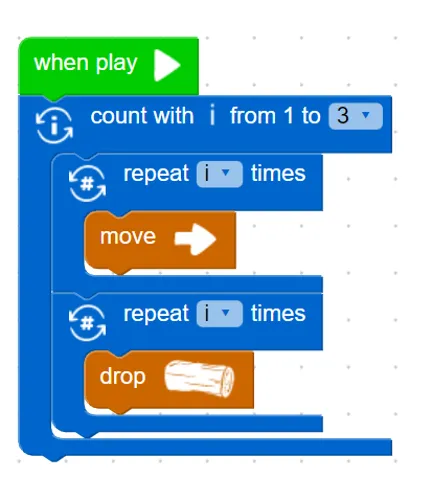 when play
count with i from 1 to 3
repeat i times
move
repeat i times
drop